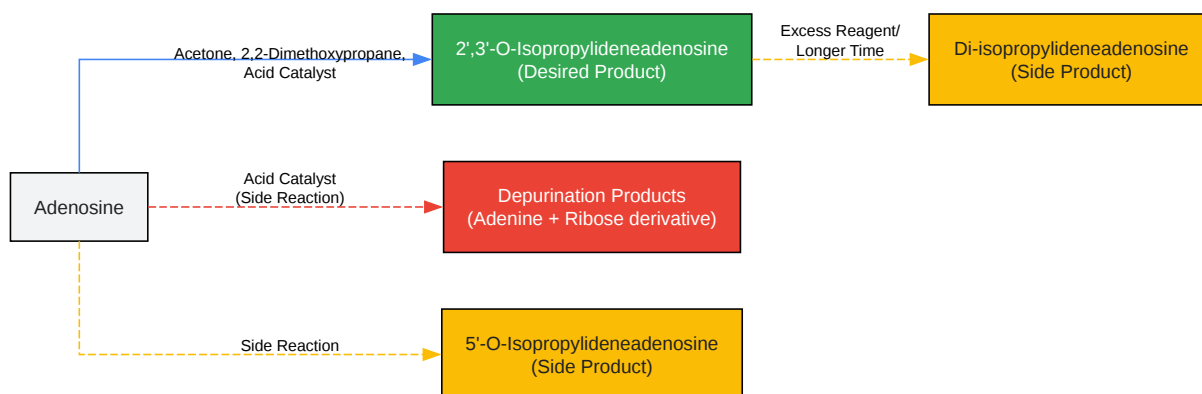 Acetone, 2,2-Dimethoxypropane,
Acid Catalyst
2',3'-O-Isopropylideneadenosine
(Desired Product)
Excess Reagent/
Longer Time
Di-isopropylideneadenosine
(Side Product)
Adenosine
Acid Catalyst
(Side Reaction)
Depurination Products
(Adenine + Ribose derivative)
Side Reaction
5'-O-Isopropylideneadenosine
(Side Product)